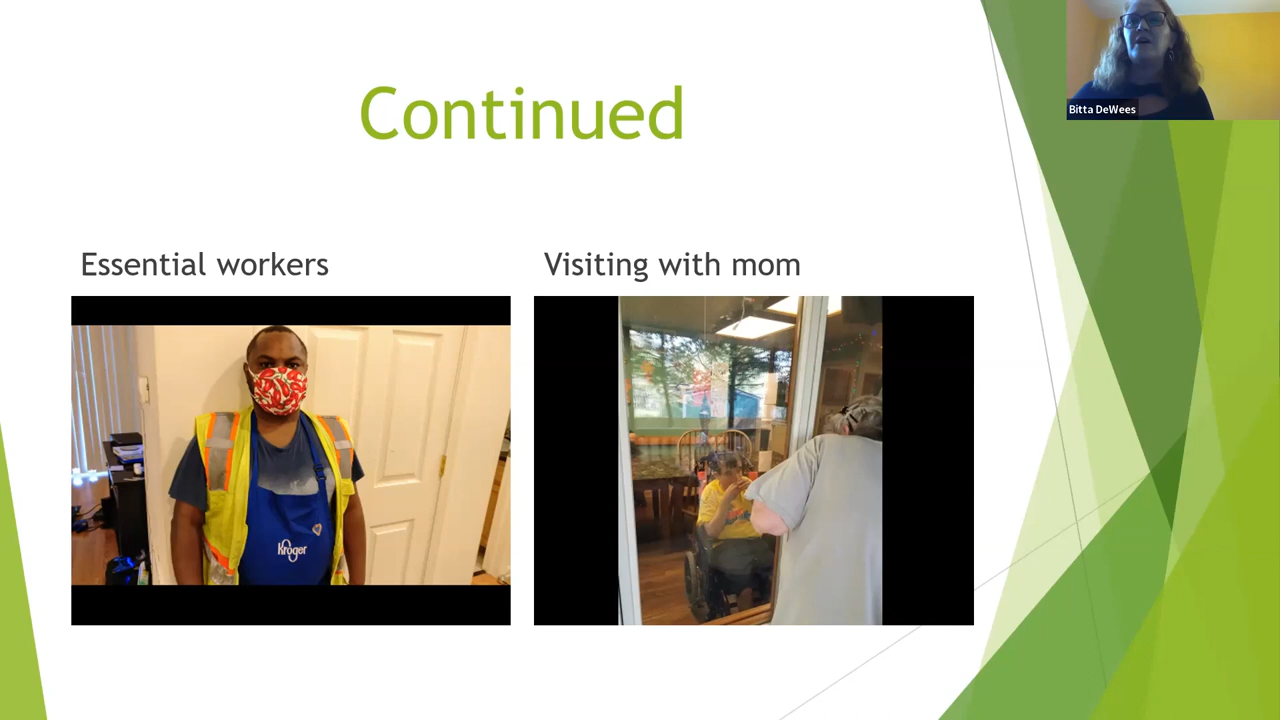 Continued
Bitta DeWees
Essential workers
Visiting with mom
Kroger